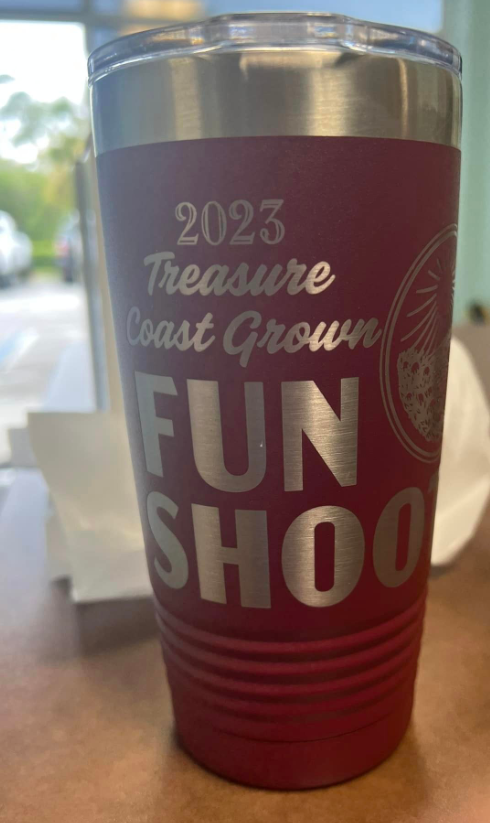 2023
Treasure
Coast Grown
FUN
SHOO